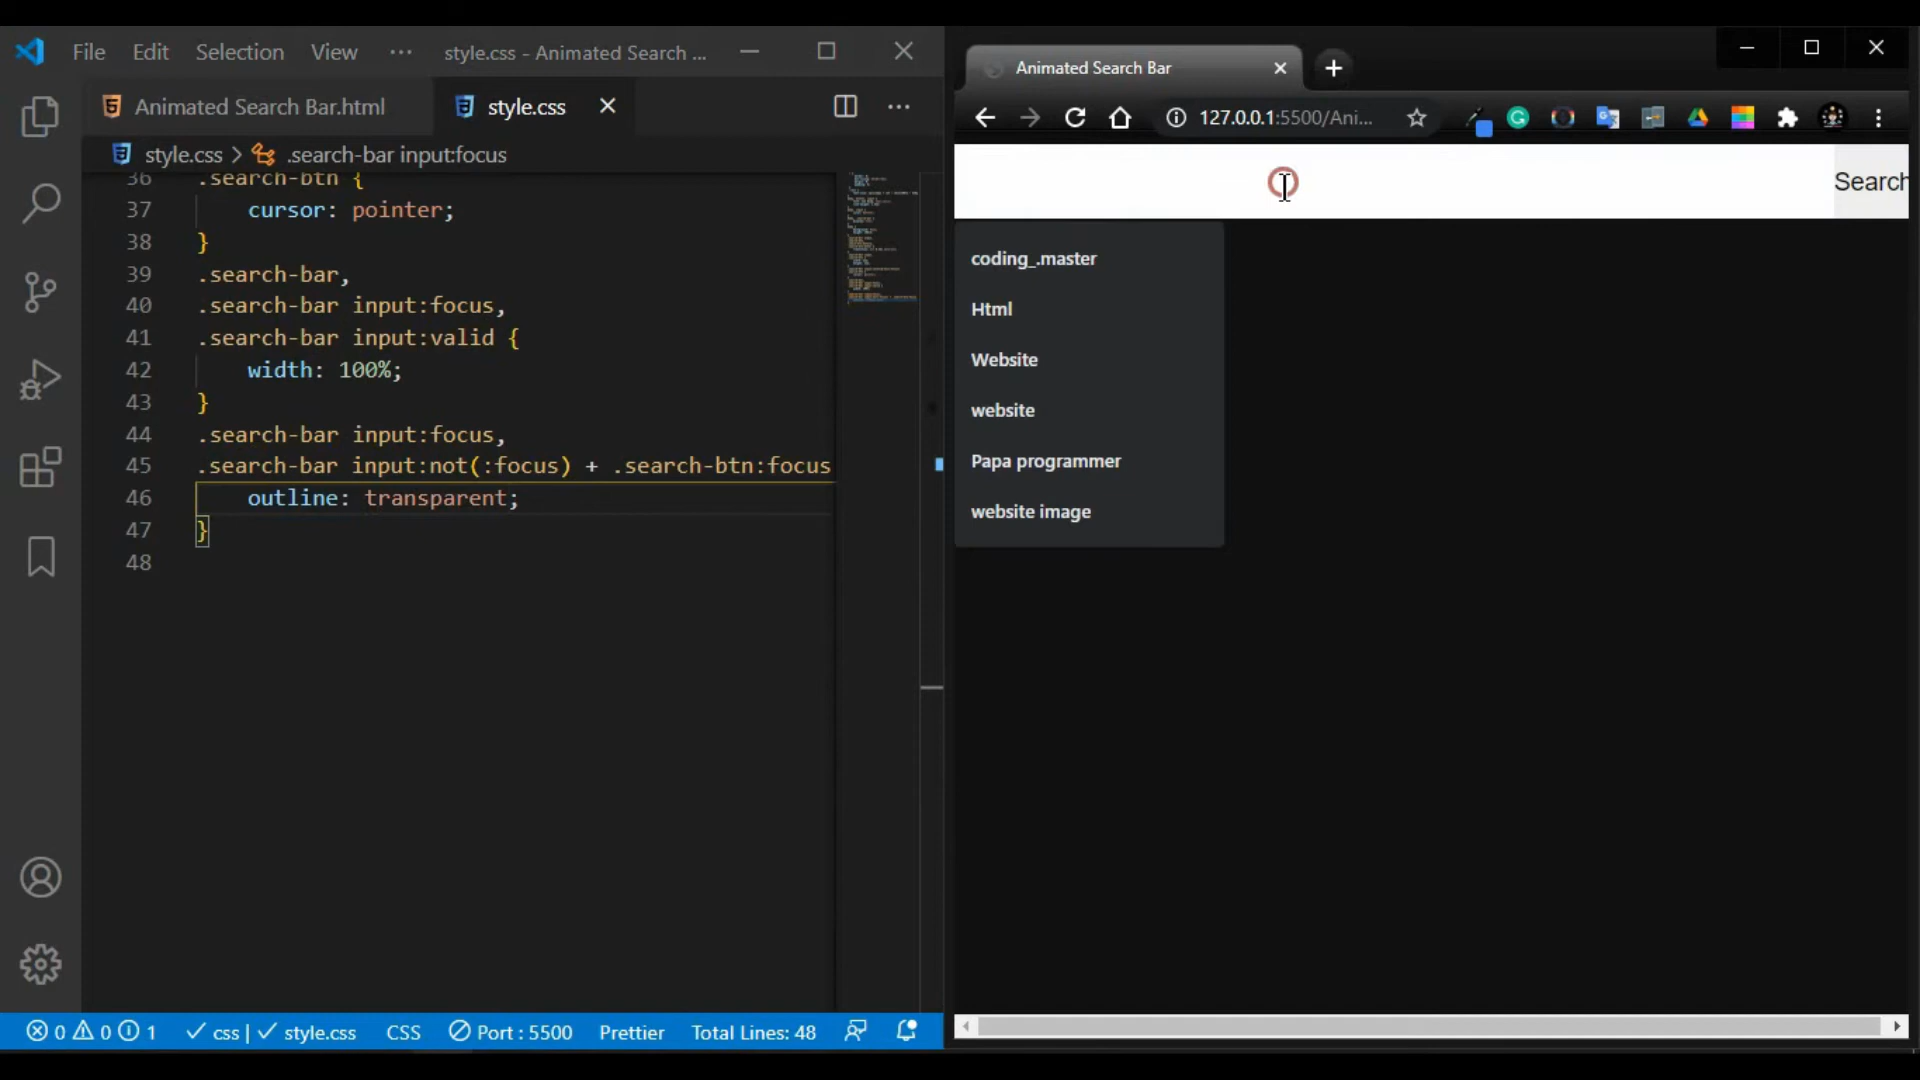 File Edit Selection View ··· style.css - Animated Search ...
Animated Search Bar.html style.css
style.css > .search-bar input:focus
36 .search-btn {
37 cursor: pointer;
38 }
39 .search-bar,
40 .search-bar input:focus,
41 .search-bar input:valid {
42 width: 100%;
43 }
44 .search-bar input:focus,
45 .search-bar input:not(:focus) + .search-btn:focus
46 outline: transparent;
47 }
48
0 0 1 css | style.css CSS Port : 5500 Prettier Total Lines: 48
Animated Search Bar
127.0.0.1:5500/Ani...
Search
coding_.master
Html
Website
website
Papa programmer
website image